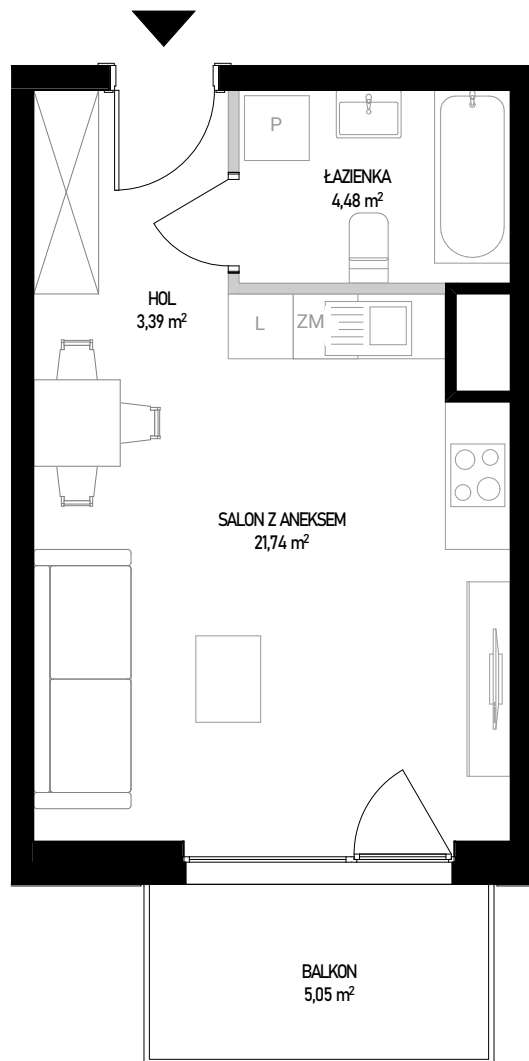 P
ŁAZIENKA
4,48 m²
HOL
3,39 m²
L
ZM
SALON Z ANEKSEM
21,74 m²
BALKON
5,05 m²